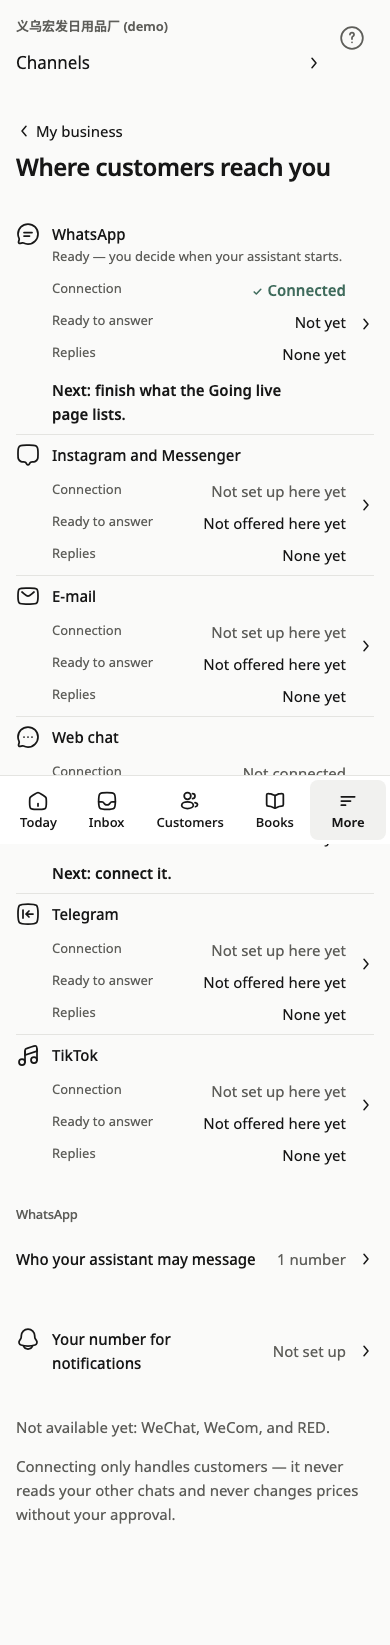 义乌宏发日用品厂 (demo)
Channels
My business
Where customers reach you
WhatsApp
Ready — you decide when your assistant starts.
Connection
Connected
Ready to answer
Not yet
Replies
None yet
Next: finish what the Going live
page lists.
Instagram and Messenger
Connection
Not set up here yet
Ready to answer
Not offered here yet
Replies
None yet
E-mail
Connection
Not set up here yet
Ready to answer
Not offered here yet
Replies
None yet
Web chat
Connection
Not connected
Today
Inbox
Customers
Books
More
Next: connect it.
Telegram
Connection
Not set up here yet
Ready to answer
Not offered here yet
Replies
None yet
TikTok
Connection
Not set up here yet
Ready to answer
Not offered here yet
Replies
None yet
WhatsApp
Who your assistant may message
1 number
Your number for
notifications
Not set up
Not available yet: WeChat, WeCom, and RED.
Connecting only handles customers — it never
reads your other chats and never changes prices
without your approval.